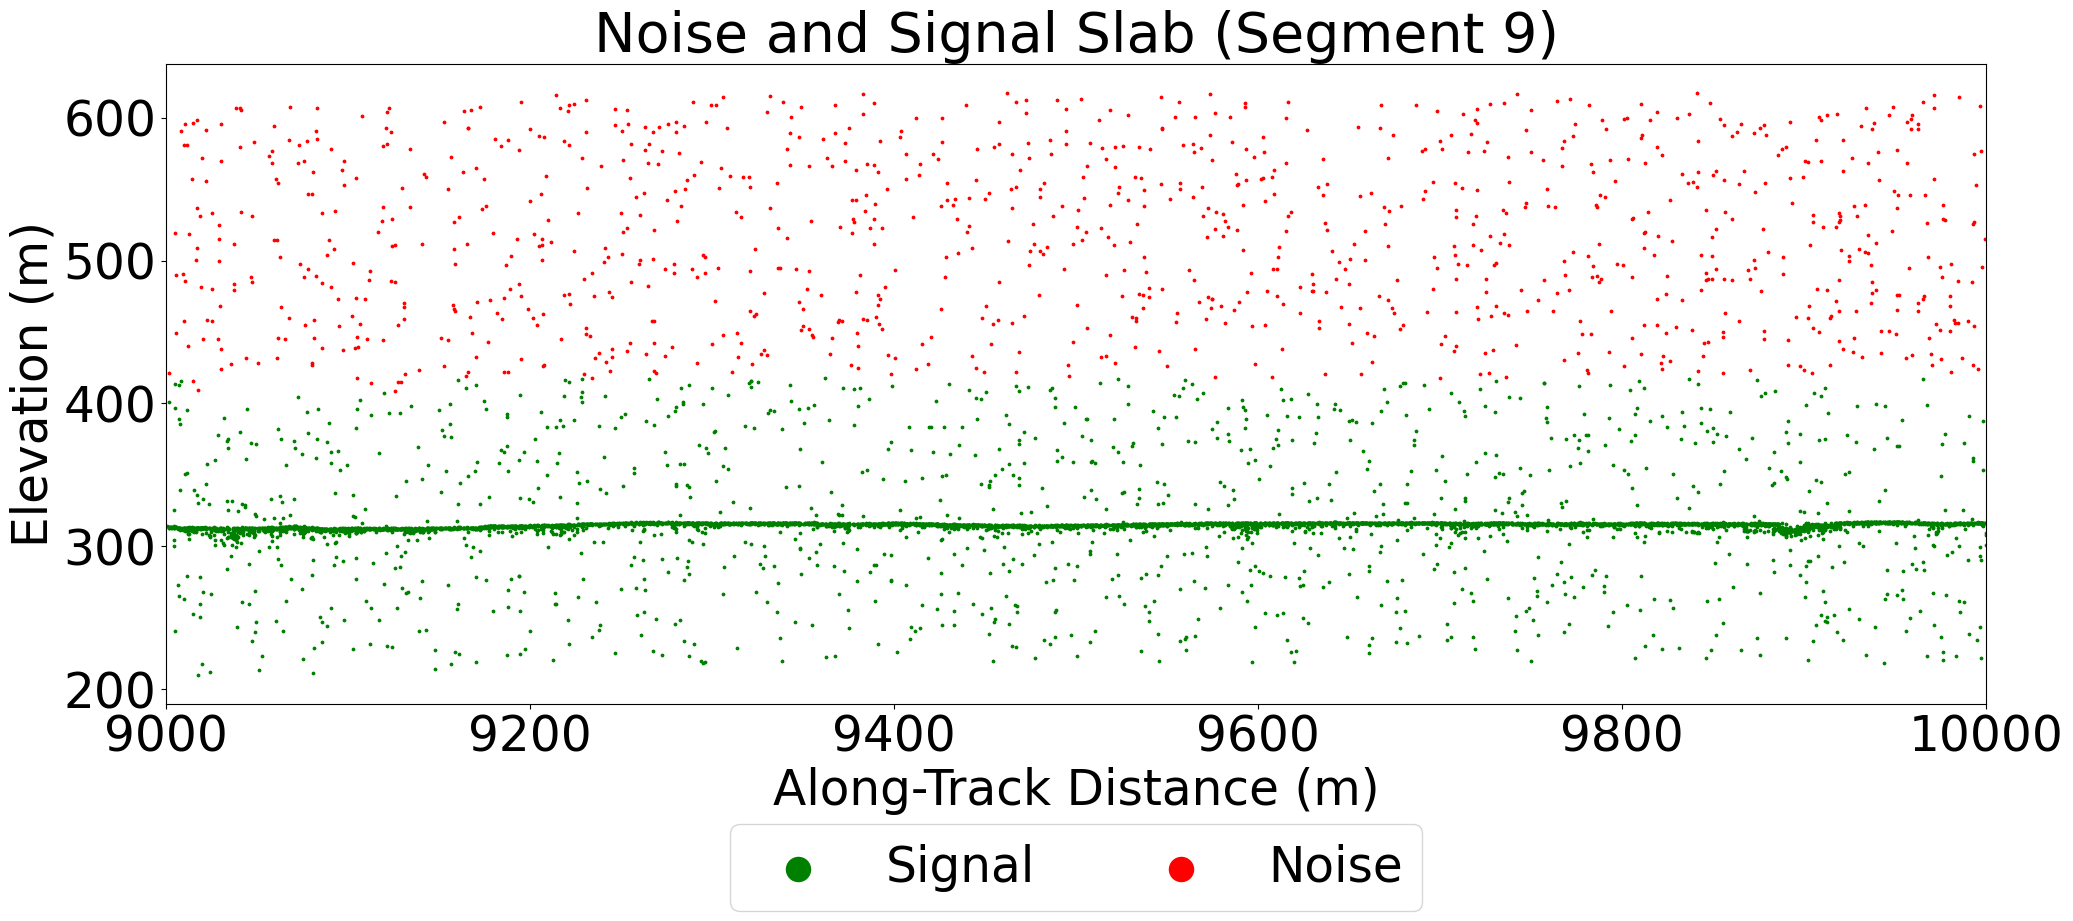 Noise and Signal Slab (Segment 9)
Elevation (m)
600
500
400
300
200
9000 9200 9400 9600 9800 10000
Along-Track Distance (m)
Signal Noise